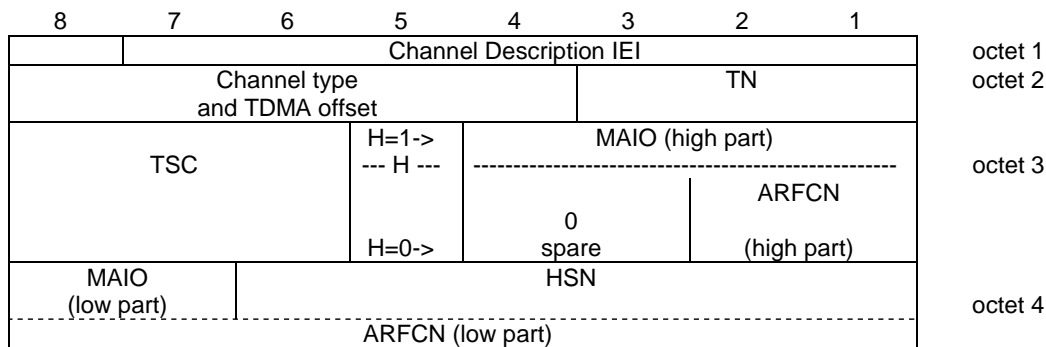 8 7 6 5 4 3 2 1
Channel Description IEI octet 1
Channel type TN octet 2
and TDMA offset
H=1-> MAIO (high part)
TSC --- H --- ---------------------------------------------------- octet 3
ARFCN
0
H=0-> spare (high part)
MAIO HSN
(low part) octet 4
ARFCN (low part)